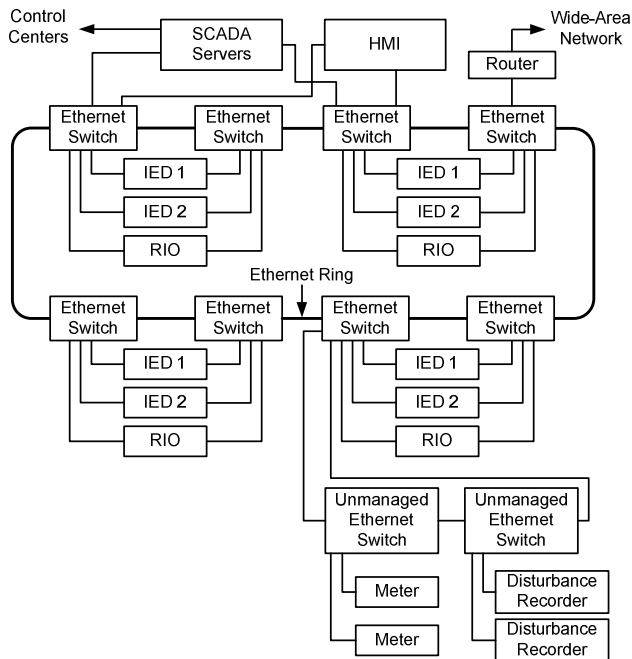 Control
Centers
SCADA
Servers
HMI
Wide-Area
Network
Router
Ethernet
Switch
Ethernet
Switch
Ethernet
Switch
Ethernet
Switch
IED 1
IED 2
RIO
IED 1
IED 2
RIO
Ethernet Ring
Ethernet
Switch
Ethernet
Switch
Ethernet
Switch
Ethernet
Switch
IED 1
IED 2
RIO
IED 1
IED 2
RIO
Unmanaged
Ethernet
Switch
Unmanaged
Ethernet
Switch
Meter
Disturbance
Recorder
Meter
Disturbance
Recorder